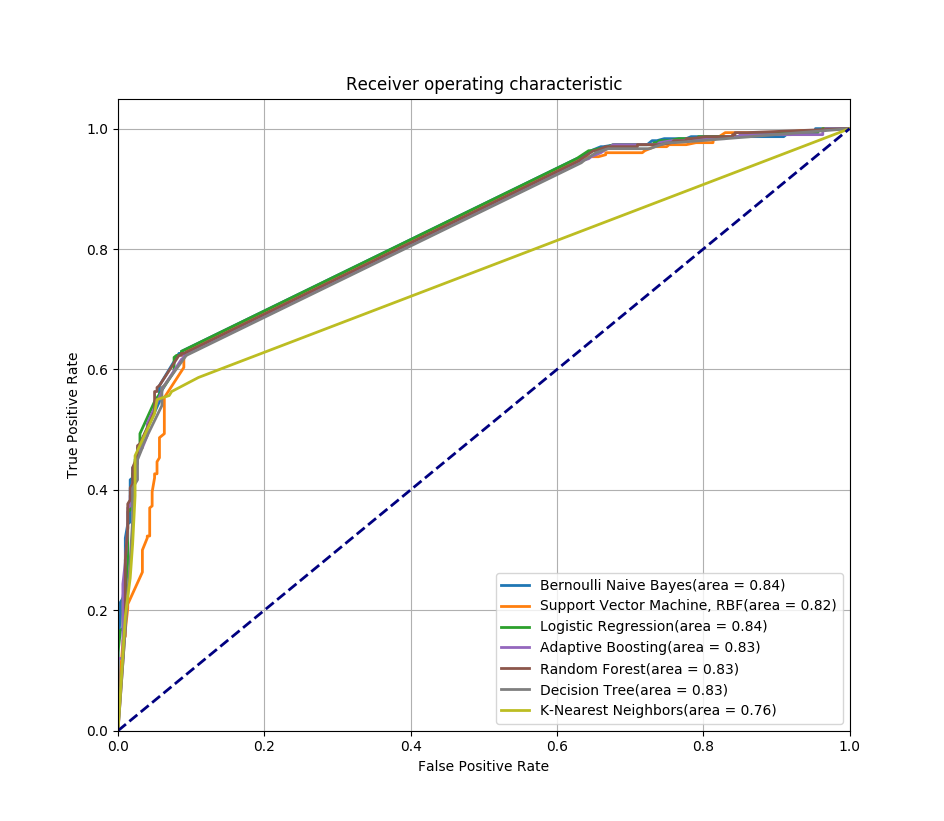 Receiver operating characteristic
1.0
0.8
0.6
0.4
0.2
0.0
True Positive Rate
Bernoulli Naive Bayes(area = 0.84)
Support Vector Machine, RBF(area = 0.82)
Logistic Regression(area = 0.84)
Adaptive Boosting(area = 0.83)
Random Forest(area = 0.83)
Decision Tree(area = 0.83)
K-Nearest Neighbors(area = 0.76)
0.0 0.2 0.4 0.6 0.8 1.0
False Positive Rate